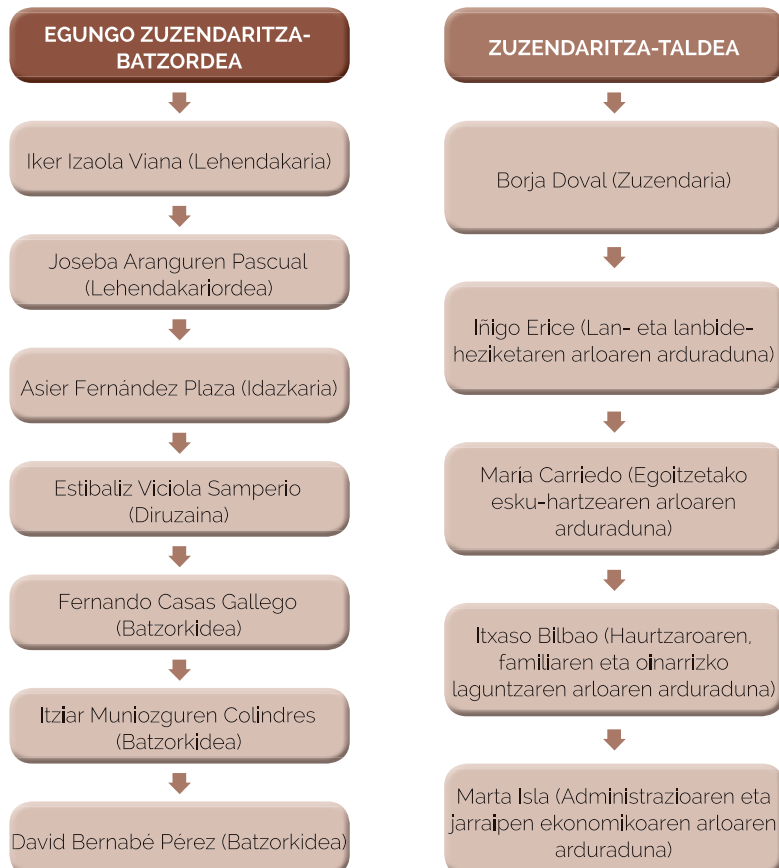 EGUNGO ZUZENDARITZA-
BATZORDEA
Iker Izaola Viana (Lehendakaria)
Joseba Aranguren Pascual
(Lehendakariordea)
Asier Fernández Plaza (Idazkaria)
Estibaliz Viciola Samperio
(Diruzaina)
Fernando Casas Gallego
(Batzorkidea)
Itziar Muniozguren Colindres
(Batzorkidea)
David Bernabé Pérez (Batzorkidea)
ZUZENDARITZA-TALDEA
Borja Doval (Zuzendaria)
Iñigo Erice (Lan- eta lanbide-
heziketaren arloaren arduraduna)
María Carriedo (Egoitzetako
esku-hartzearen arloaren
arduraduna)
Itxaso Bilbao (Haurtzaroaren,
familiaren eta oinarrizko
laguntzaren arloaren arduraduna)
Marta Isla (Administrazioaren eta
jarraipen ekonomikoaren arloaren
arduraduna)